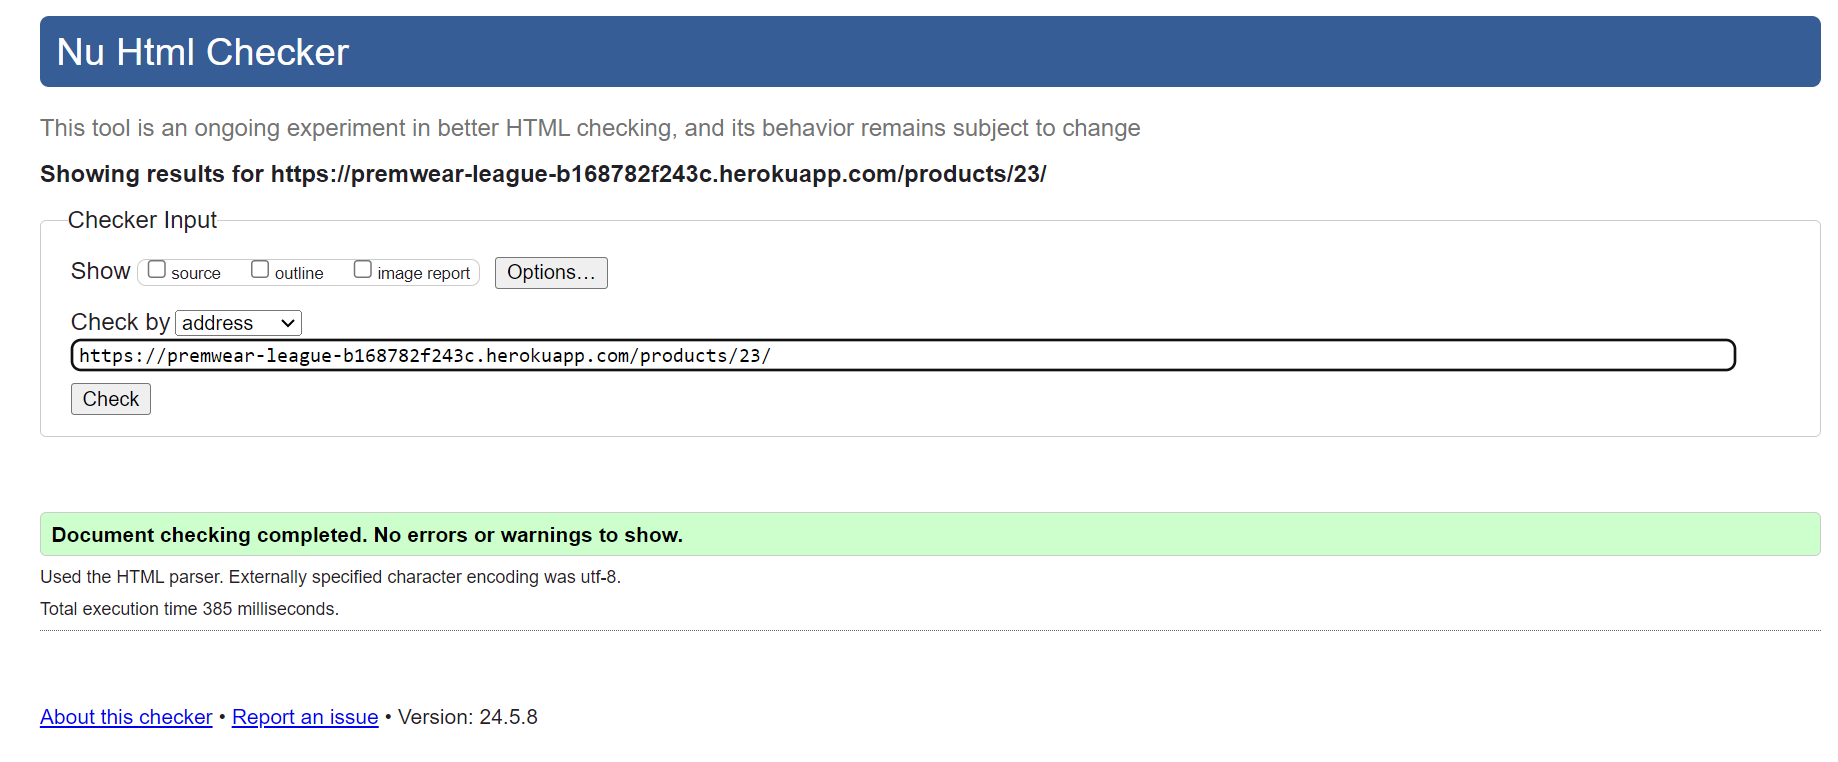 Nu Html Checker
This tool is an ongoing experiment in better HTML checking, and its behavior remains subject to change
Showing results for https://premwear-league-b168782f243c.herokuapp.com/products/23/
Checker Input
Show source outline image report Options...
Check by address
https://premwear-league-b168782f243c.herokuapp.com/products/23/
Check
Document checking completed. No errors or warnings to show.
Used the HTML parser. Externally specified character encoding was utf-8.
Total execution time 385 milliseconds.
About this checker • Report an issue • Version: 24.5.8